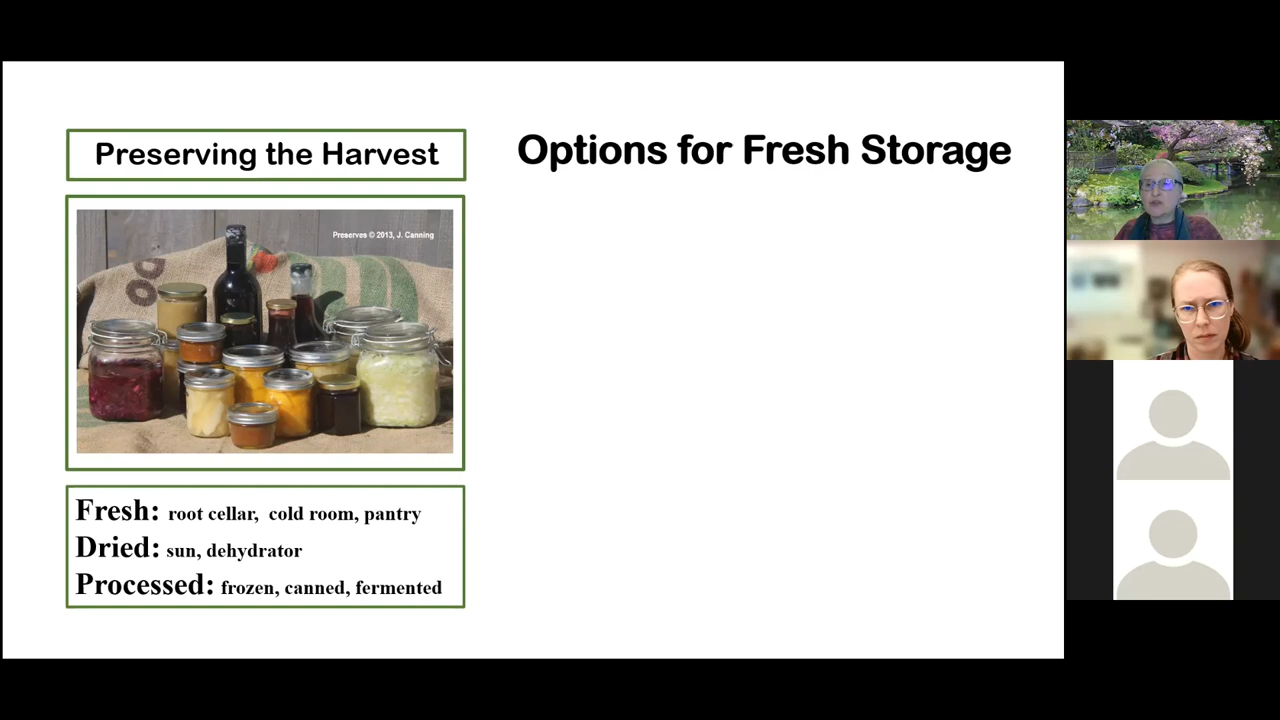 Preserving the Harvest
Options for Fresh Storage
Preserves © 2013, J. Canning
Fresh: root cellar, cold room, pantry
Dried: sun, dehydrator
Processed: frozen, canned, fermented